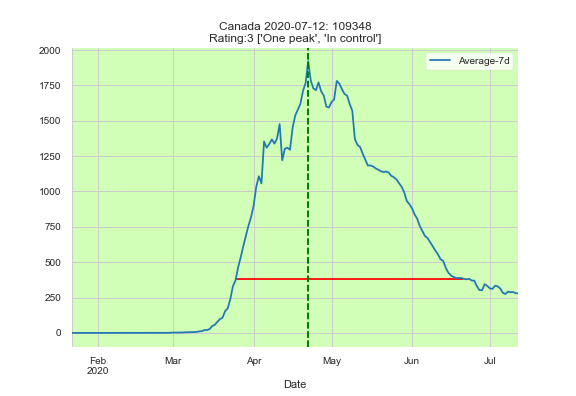 Canada 2020-07-12: 109348
Rating:3 ['One peak', 'In control']
Average-7d
2000
1750
1500
1250
1000
750
500
250
0
Feb
2020
Mar
Apr
May
Jun
Jul
Date